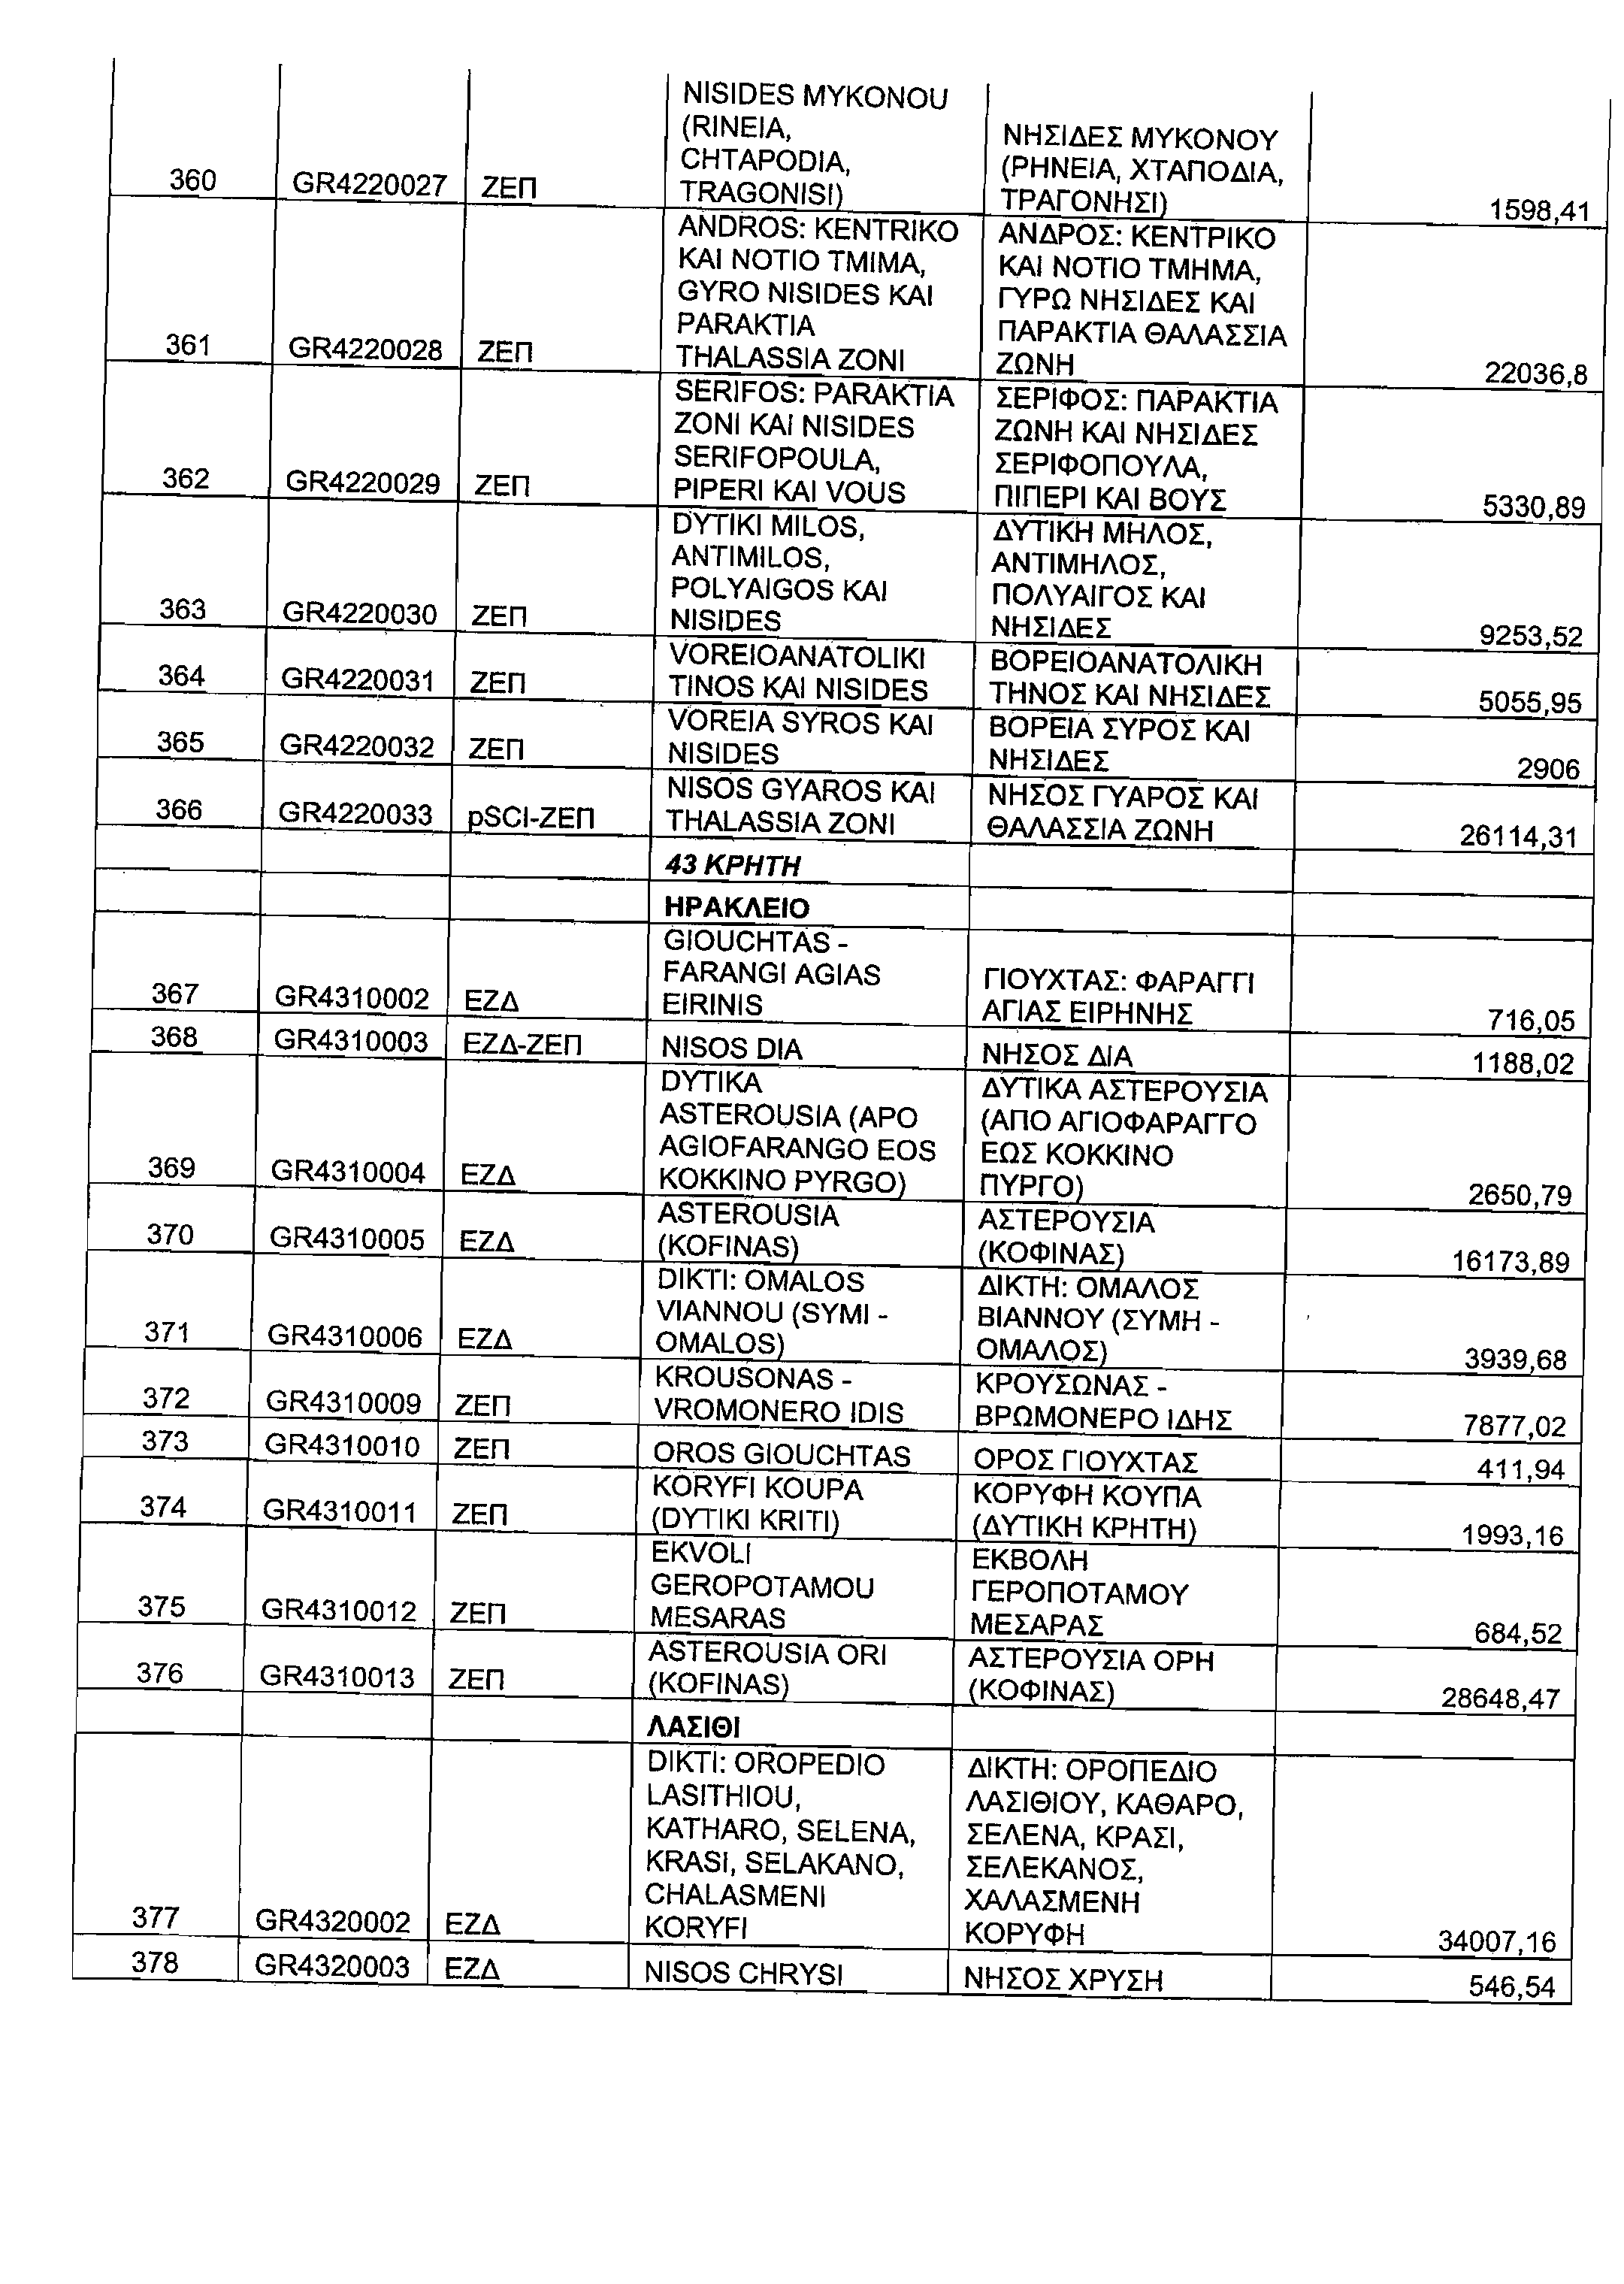 NISIDES MYKONOU
(RINEIA,
CHTAPODIA,
TRAGONISI)
ΝΗΣΙΔΕΣ ΜΥΚΟΝΟΥ
(ΡΗΝΕΙΑ, ΧΤΑΠΟΔΙΑ,
ΤΡΑΓΟΝΗΣΙ)
360 GR4220027 ΖΕΠ 1598,41
ANDROS: KENTRIKO
KAI NOTIO TMIMA,
GYRO NISIDES KAI
PARAKTIA
THALASSIA ZONI
ΑΝΔΡΟΣ: ΚΕΝΤΡΙΚΟ
ΚΑΙ ΝΟΤΙΟ ΤΜΗΜΑ,
ΓΥΡΩ ΝΗΣΙΔΕΣ ΚΑΙ
ΠΑΡΑΚΤΙΑ ΘΑΛΑΣΣΙΑ
ΖΩΝΗ
361 GR4220028 ΖΕΠ 22036,8
SERIFOS: PARAKTIA
ZONI KAI NISIDES
SERIFOPOULA,
PIPERI KAI VOUS
ΣΕΡΙΦΟΣ: ΠΑΡΑΚΤΙΑ
ΖΩΝΗ ΚΑΙ ΝΗΣΙΔΕΣ
ΣΕΡΙΦΟΠΟΥΛΑ,
ΠΙΠΕΡΙ ΚΑΙ ΒΟΥΣ
362 GR4220029 ΖΕΠ 5330,89
DYTIKI MILOS,
ANTIMILOS,
POLYAIGOS KAI
NISIDES
ΔΥΤΙΚΗ ΜΗΛΟΣ,
ΑΝΤΙΜΗΛΟΣ,
ΠΟΛΥΑΙΓΟΣ ΚΑΙ
ΝΗΣΙΔΕΣ
363 GR4220030 ΖΕΠ 9253,52
VOREIOANATOLIKI
TINOS KAI NISIDES
ΒΟΡΕΙΟΑΝΑΤΟΛΙΚΗ
ΤΗΝΟΣ ΚΑΙ ΝΗΣΙΔΕΣ
364 GR4220031 ΖΕΠ 5055,95
VOREIA SYROS KAI
NISIDES
ΒΟΡΕΙΑ ΣΥΡΟΣ ΚΑΙ
ΝΗΣΙΔΕΣ
365 GR4220032 ΖΕΠ 2906
NISOS GYAROS KAI
THALASSIA ZONI
ΝΗΣΟΣ ΓΥΑΡΟΣ ΚΑΙ
ΘΑΛΑΣΣΙΑ ΖΩΝΗ
366 GR4220033 pSCI-ΖΕΠ 26114,31
43 ΚΡΗΤΗ
ΗΡΑΚΛΕΙΟ
GIOUCHTAS -
FARANGI AGIAS
EIRINIS
ΓΙΟΥΧΤΑΣ: ΦΑΡΑΓΓΙ
ΑΓΙΑΣ ΕΙΡΗΝΗΣ
367 GR4310002 ΕΖΔ 716,05
368 GR4310003 ΕΖΔ-ΖΕΠ NISOS DIA ΝΗΣΟΣ ΔΙΑ 1188,02
DYTIKA
ASTEROUSIA (APO
AGIOFARANGO EOS
KOKKINO PYRGO)
ΔΥΤΙΚΑ ΑΣΤΕΡΟΥΣΙΑ
(ΑΠΟ ΑΓΙΟΦΑΡΑΓΓΟ
ΕΩΣ ΚΟΚΚΙΝΟ
ΠΥΡΓΟ)
369 GR4310004 ΕΖΔ 2650,79
ASTEROUSIA
(KOFINAS)
ΑΣΤΕΡΟΥΣΙΑ
(ΚΟΦΙΝΑΣ)
370 GR4310005 ΕΖΔ 16173,89
DIKTI: OMALOS
VIANNOU (SYMI -
OMALOS)
ΔΙΚΤΗ: ΟΜΑΛΟΣ
ΒΙΑΝΝΟΥ (ΣΥΜΗ -
ΟΜΑΛΟΣ)
371 GR4310006 ΕΖΔ 3939,68
KROUSONAS -
VROMONERO IDIS
ΚΡΟΥΣΩΝΑΣ -
ΒΡΩΜΟΝΕΡΟ ΙΔΗΣ
372 GR4310009 ΖΕΠ 7877,02
373 GR4310010 ΖΕΠ OROS GIOUCHTAS ΟΡΟΣ ΓΙΟΥΧΤΑΣ 411,94
KORYFI KOUPA
(DYTIKI KRITI)
ΚΟΡΥΦΗ ΚΟΥΠΑ
(ΔΥΤΙΚΗ ΚΡΗΤΗ)
374 GR4310011 ΖΕΠ 1993,16
EKVOLI
GEROPOTAMOU
MESARAS
ΕΚΒΟΛΗ
ΓΕΡΟΠΟΤΑΜΟΥ
ΜΕΣΑΡΑΣ
375 GR4310012 ΖΕΠ 684,52
ASTEROUSIA ORI
(KOFINAS)
ΑΣΤΕΡΟΥΣΙΑ ΟΡΗ
(ΚΟΦΙΝΑΣ)
376 GR4310013 ΖΕΠ 28648,47
ΛΑΣΙΘΙ
DIKTI: OROPEDIO
LASITHIOU,
KATHARO, SELENA,
KRASI, SELAKANO,
CHALASMENI
KORYFI
ΔΙΚΤΗ: ΟΡΟΠΕΔΙΟ
ΛΑΣΙΘΙΟΥ, ΚΑΘΑΡΟ,
ΣΕΛΕΝΑ, ΚΡΑΣΙ,
ΣΕΛΕΚΑΝΟΣ,
ΧΑΛΑΣΜΕΝΗ
ΚΟΡΥΦΗ
377 GR4320002 ΕΖΔ 34007,16
378 GR4320003 ΕΖΔ NISOS CHRYSI ΝΗΣΟΣ ΧΡΥΣΗ 546,54